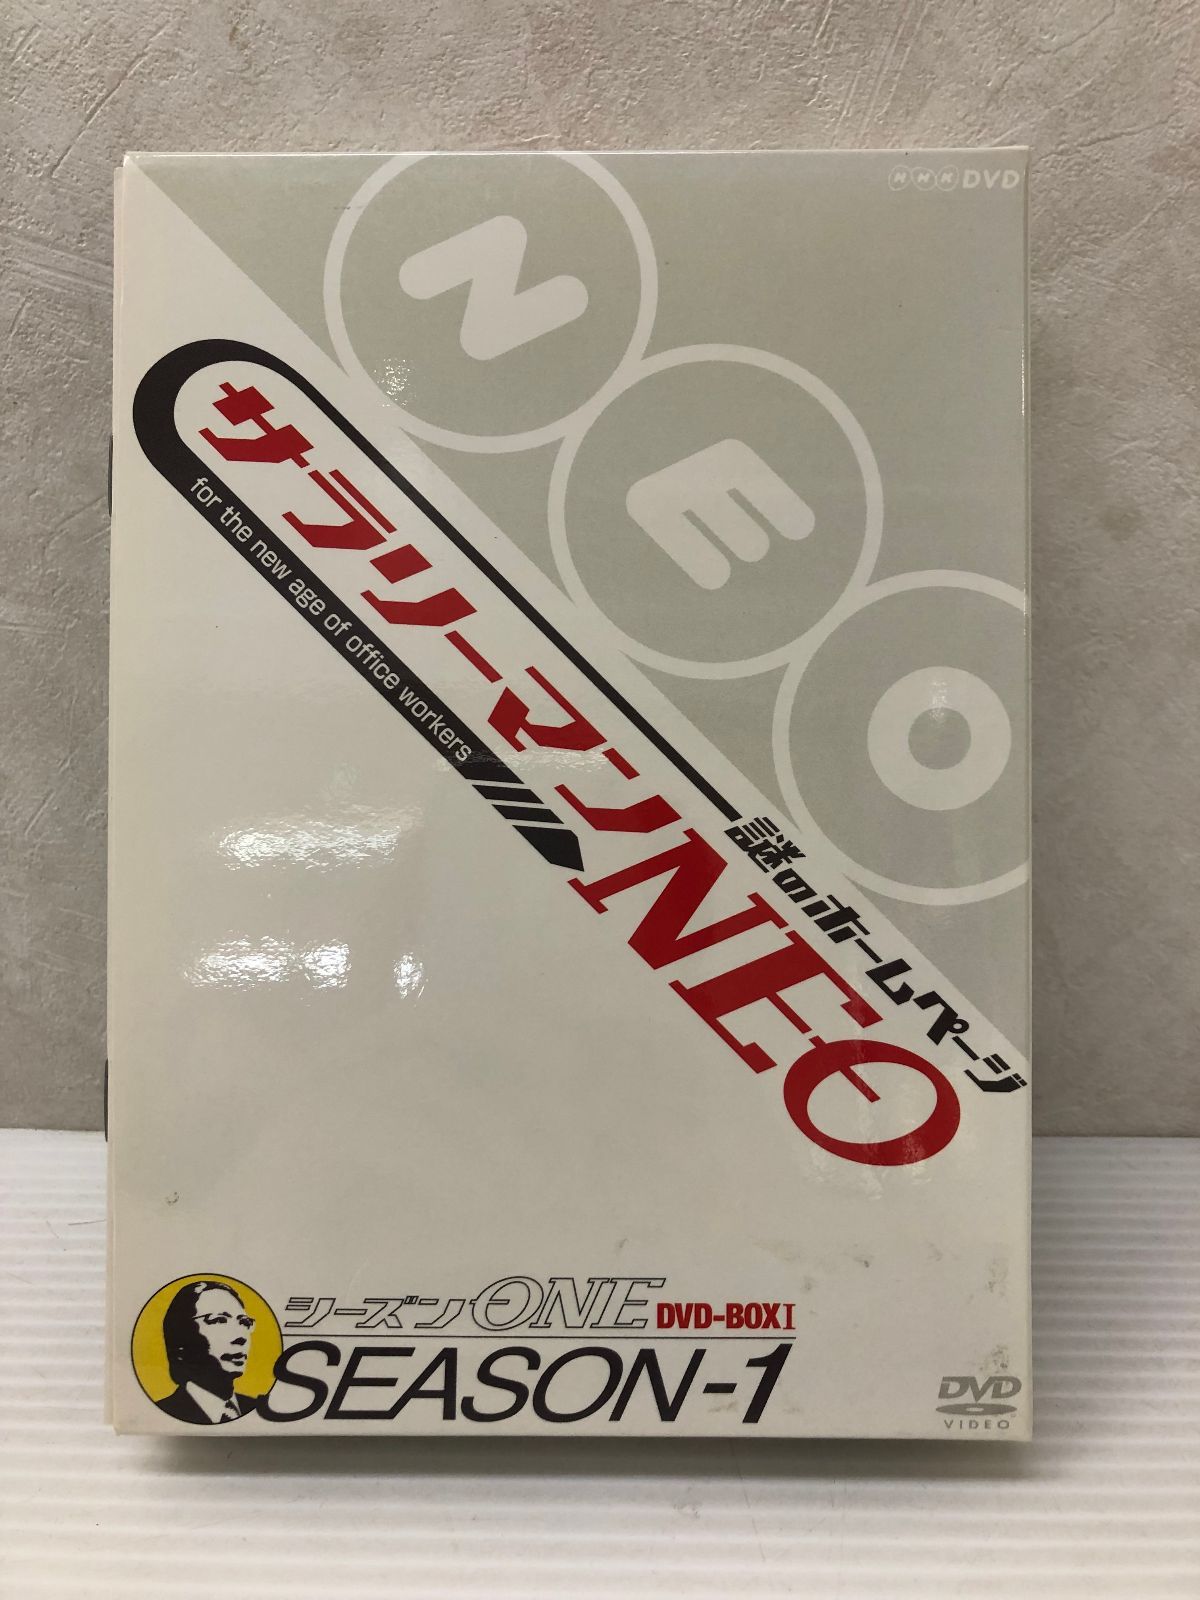 NHK DVD
NEO
謎のホームページ
サラリーマンNEO
for the new age of office workers
シーズンONE DVD-BOX I
SEASON-1
DVD
VIDEO